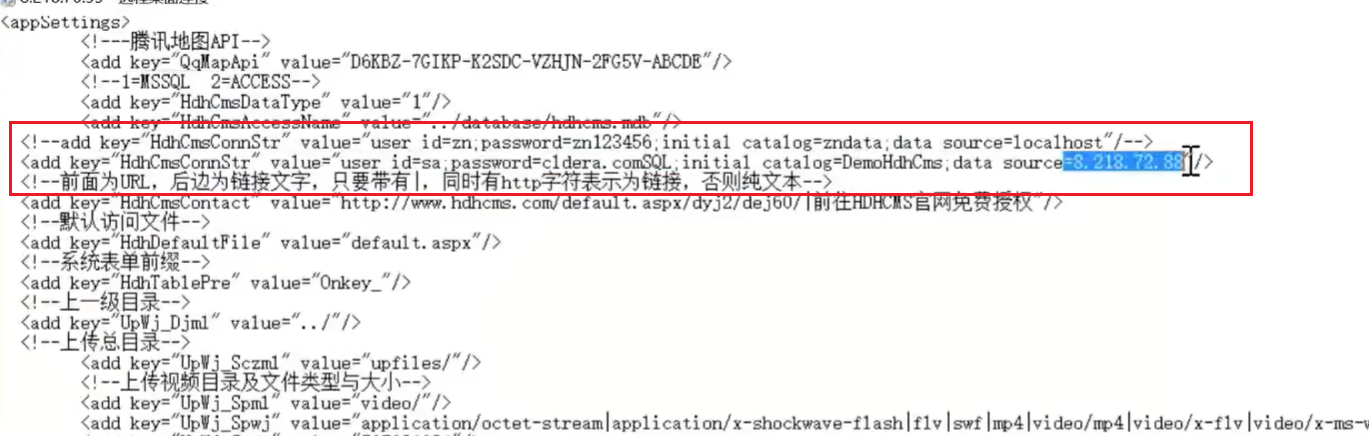 <appSettings>
<!---腾讯地图API-->
<add key="QqMapApi" value="D6KBZ-7GIKP-K2SDC-VZHJN-2FG5V-ABCDE"/>
<!--1=MSSQL 2=ACCESS-->
<add key="HdhCmsDataType" value="1"/>
<add key="HdhCmsAccessName" value="../database/hdhcms.mdb"/>
<!--add key="HdhCmsConnStr" value="user id=zn;password=zn123456;initial catalog=zndata;data source=localhost"/-->
<add key="HdhCmsConnStr" value="user id=sa;password=cldera.comSQL;initial catalog=DemoHdhCms;data source=8.218.72.88"/>
<!--前面为URL，后边为链接文字，只要带有|，同时有http字符表示为链接，否则纯文本-->
<add key="HdhCmsContact" value="http://www.hdhcms.com/default.aspx/dyj2/dej60/|前往HDHCMS官网免费授权"/>
<!--默认访问文件-->
<add key="HdhDefaultFile" value="default.aspx"/>
<!--系统表单前缀-->
<add key="HdhTablePre" value="Onkey_"/>
<!--上一级目录-->
<add key="UpWj_Djml" value="../"/>
<!--上传总目录-->
<add key="UpWj_Sczml" value="upfiles/"/>
<!--上传视频目录及文件类型与大小-->
<add key="UpWj_Spml" value="video/"/>
<add key="UpWj_Spwj" value="application/octet-stream|application/x-shockwave-flash|flv|swf|mp4|video/mp4|video/x-flv|video/x-ms-